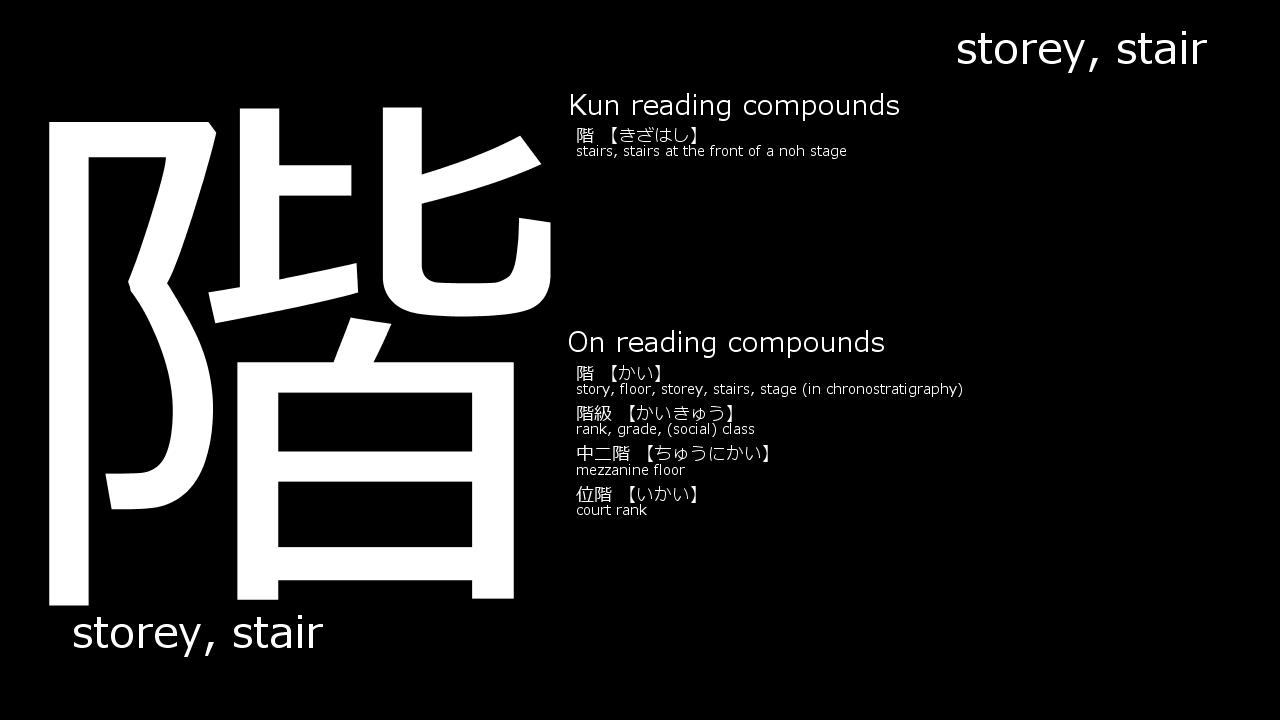 storey, stair
階
storey, stair
Kun reading compounds
階 【きざはし】
stairs, stairs at the front of a noh stage
On reading compounds
階 【かい】
story, floor, storey, stairs, stage (in chronostratigraphy)
階級 【かいきゅう】
rank, grade, (social) class
中二階 【ちゅうにかい】
mezzanine floor
位階 【いかい】
court rank